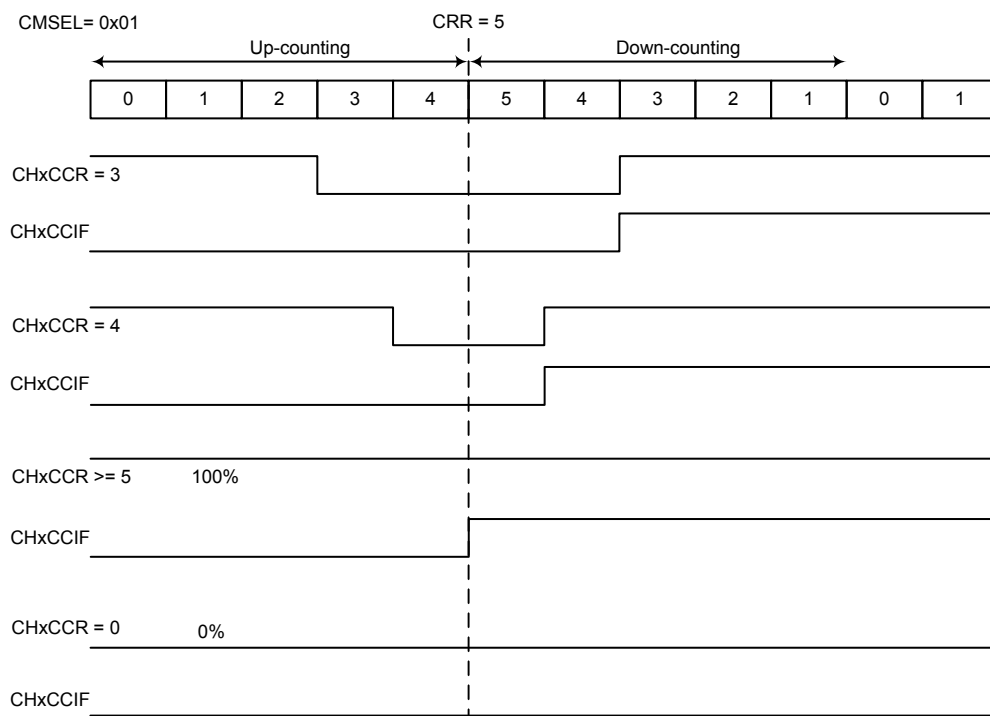 CMSEL= 0x01
CRR = 5
Up-counting
Down-counting
0 1 2 3 4 5 4 3 2 1 0 1
CHxCCR = 3
CHxCCIF
CHxCCR = 4
CHxCCIF
CHxCCR >= 5 100%
CHxCCIF
CHxCCR = 0 0%
CHxCCIF